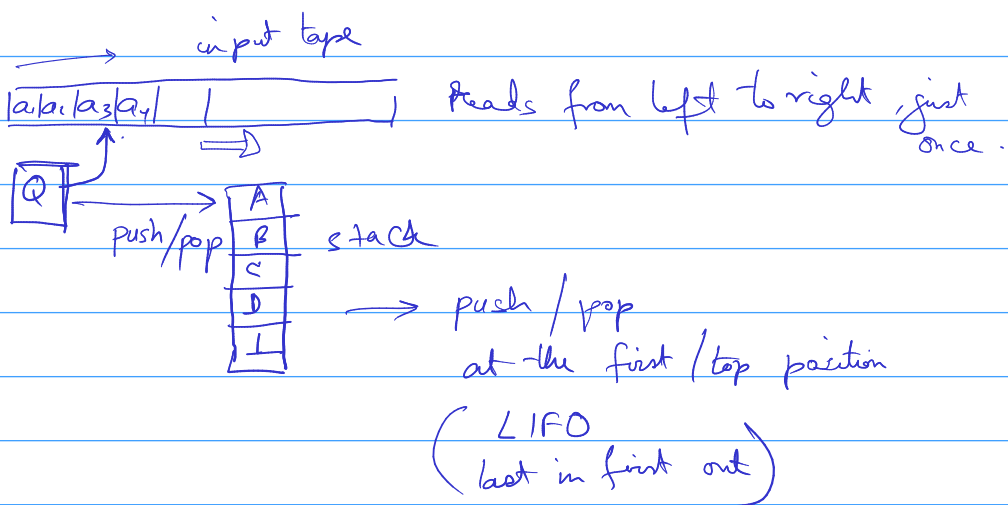 input tape
|a₁|a₂|a₃|a₄|
Reads from left to right, just
once.
Q
push/pop
A
B
C
D
⊥
stack
push/pop
at the first/top position
(LIFO
last in first out)